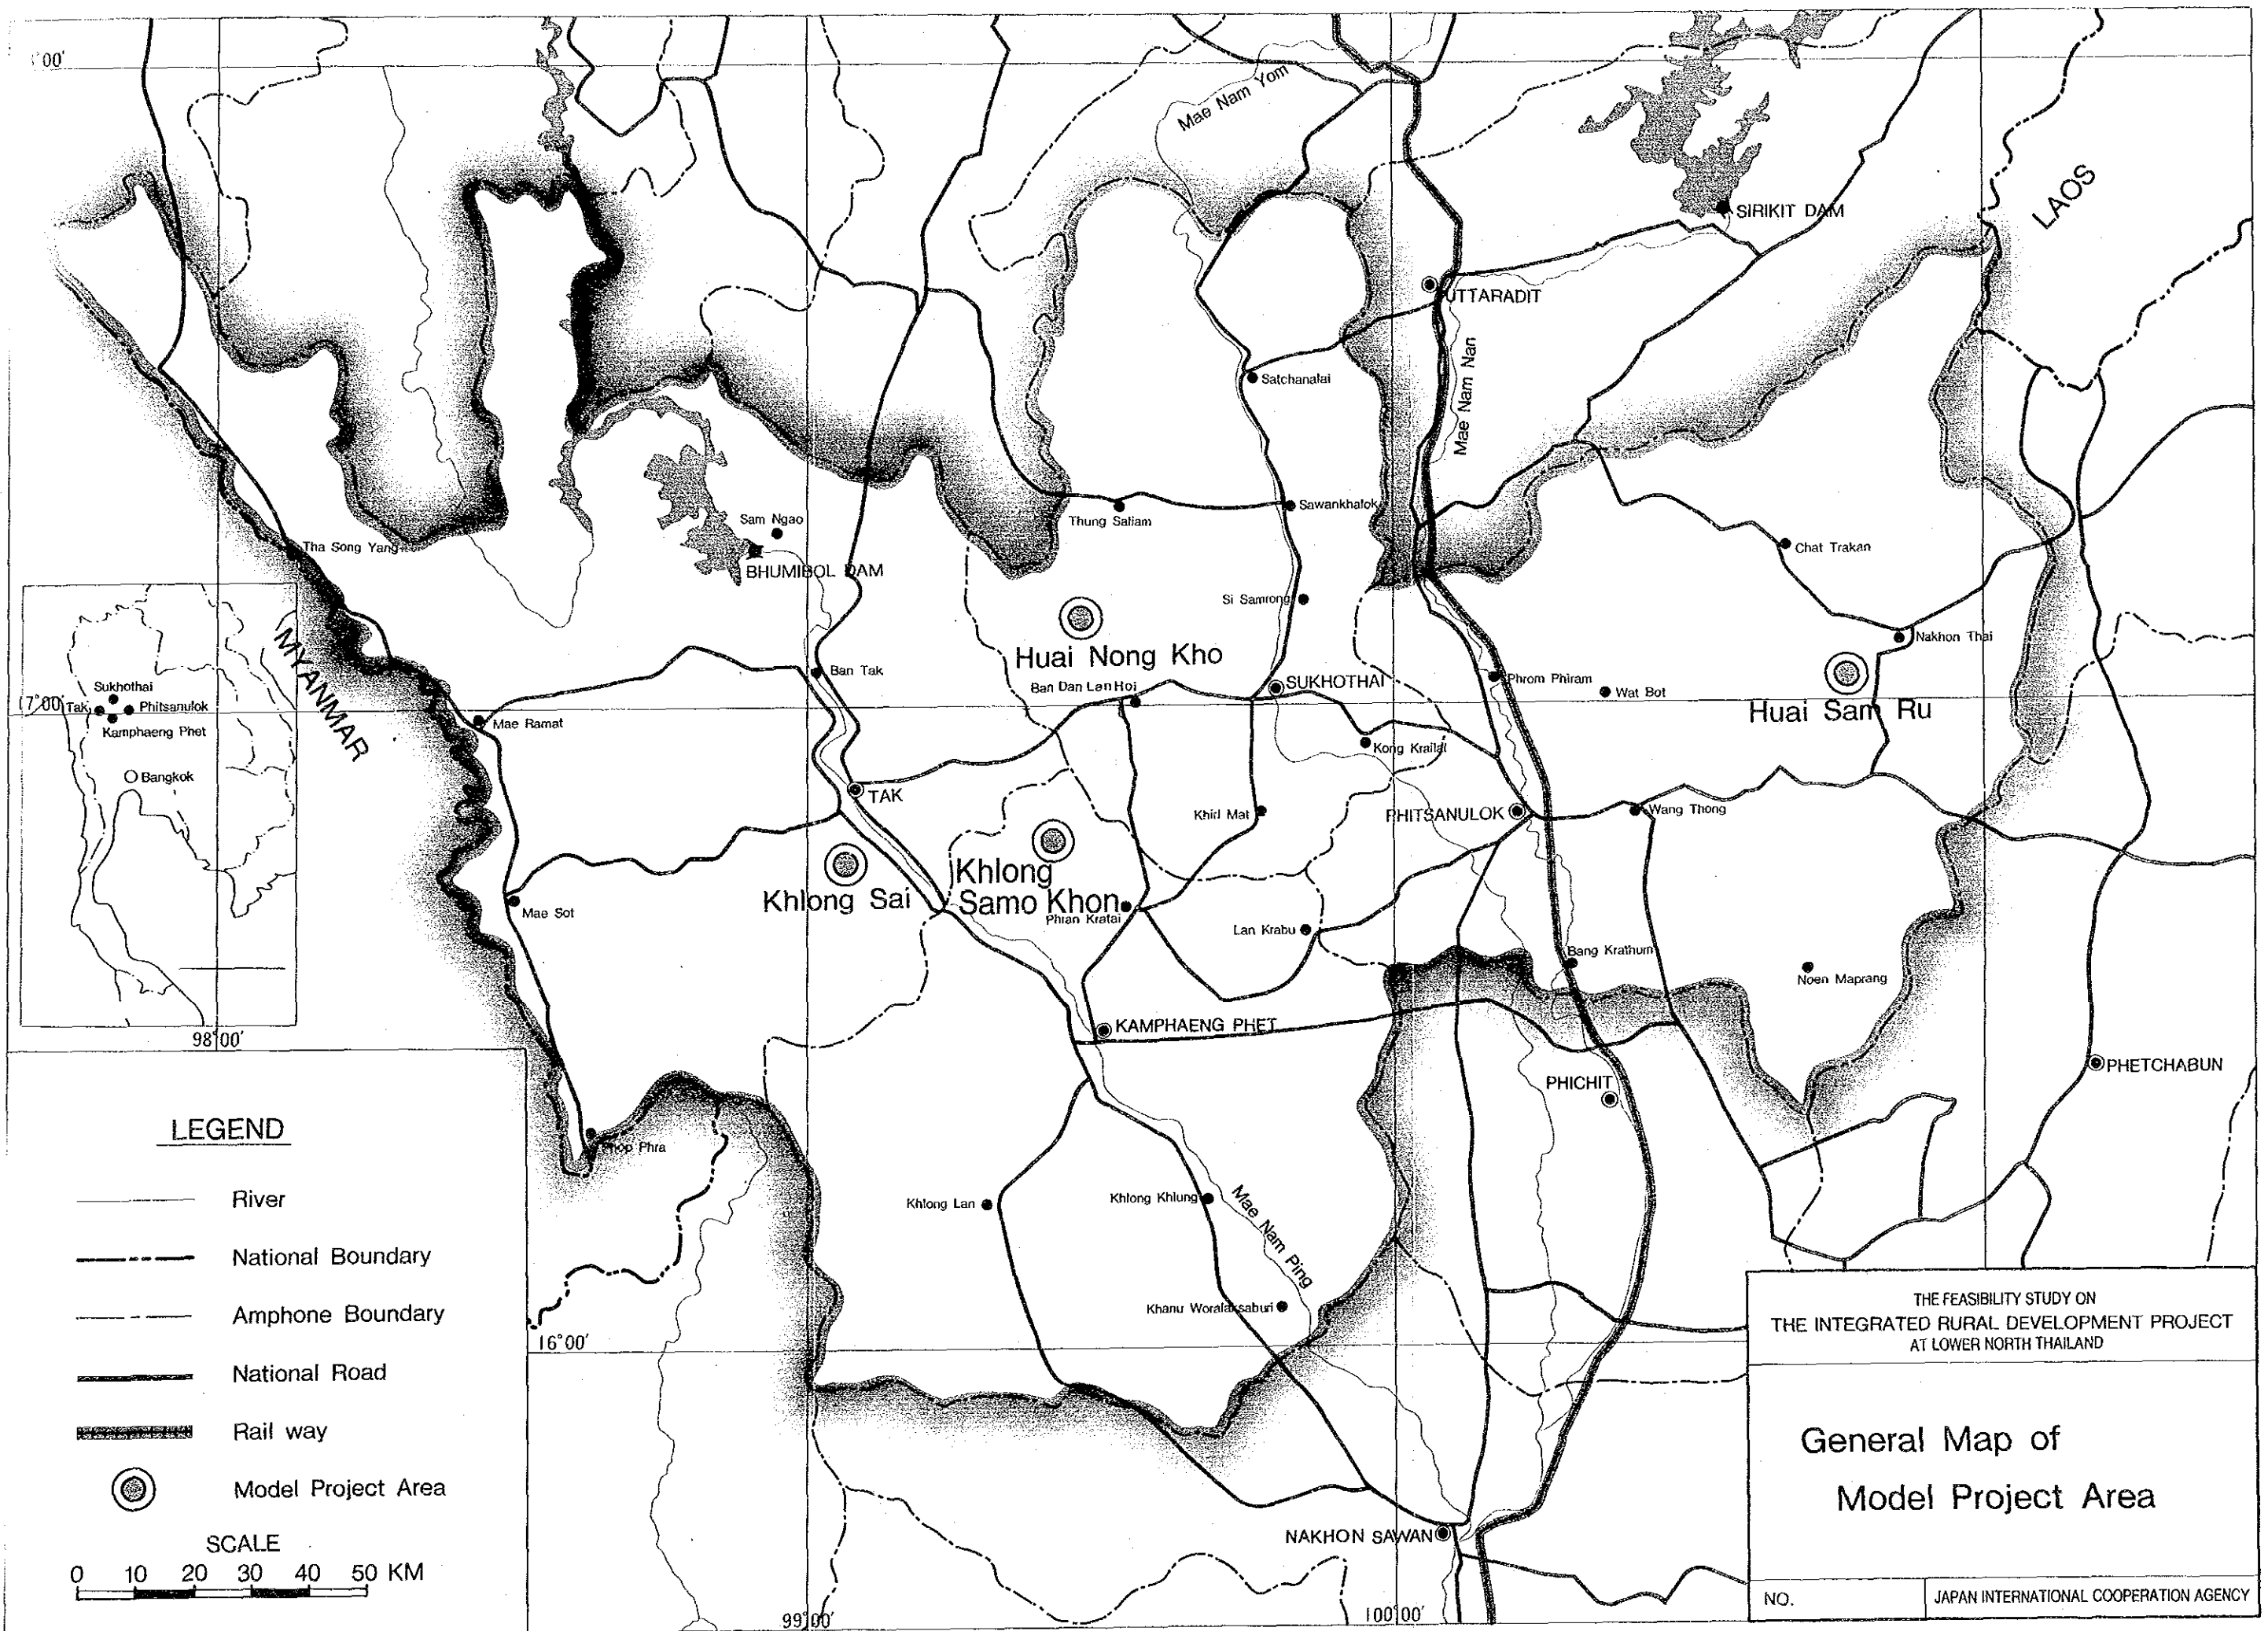 Mae Nam Yom
LAOS
SIRIKIT DAM
UTTARADIT
Mae Nam Nan
Satchanalai
Sawankhalok
Thung Saliam
Sam Ngao
BHUMIBOL DAM
Tha Song Yang
Chat Trakan
Si Samrong
Huai Nong Kho
Nakhon Thai
MYANMAR
Ban Tak
Ban Dan Lan Hoi
SUKHOTHAI
Phrom Phiram
Wat Bot
Huai Sam Ru
17°00'
Sukhothai
Tak
Phitsanulok
Kamphaeng Phet
Bangkok
Mae Ramat
Kong Krailat
TAK
Khiri Mat
PHITSANULOK
Wang Thong
Khlong Sai
Khlong
Samo Khon
Phran Kratai
Mae Sot
Lan Krabu
Bang Krathum
Noen Maprang
KAMPHAENG PHET
98°00'
PHICHIT
PHETCHABUN
Phop Phra
Khlong Lan
Khlong Khlung
Mae Nam Ping
Khanu Woralaksaburi
16°00'
NAKHON SAWAN
99°00'
100°00'
LEGEND
River
National Boundary
Amphone Boundary
National Road
Rail way
Model Project Area
SCALE
0 10 20 30 40 50 KM
THE FEASIBILITY STUDY ON
THE INTEGRATED RURAL DEVELOPMENT PROJECT
AT LOWER NORTH THAILAND
General Map of
Model Project Area
NO.
JAPAN INTERNATIONAL COOPERATION AGENCY